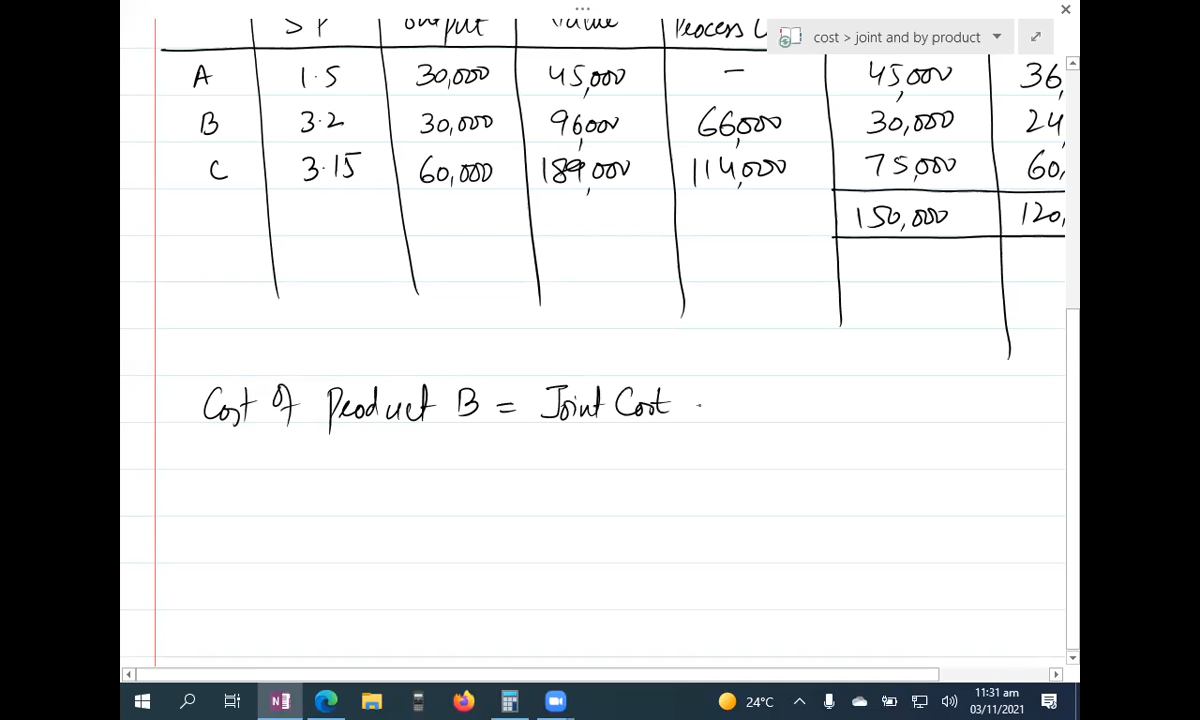 cost > joint and by product
SP output value Process C
A 1.5 30,000 45,000 - 45,000 36,
B 3.2 30,000 96,000 66,000 30,000 24,
C 3.15 60,000 189,000 114,000 75,000 60,
150,000 120,
Cost of Product B = Joint Cost
24°C
11:31 am
03/11/2021